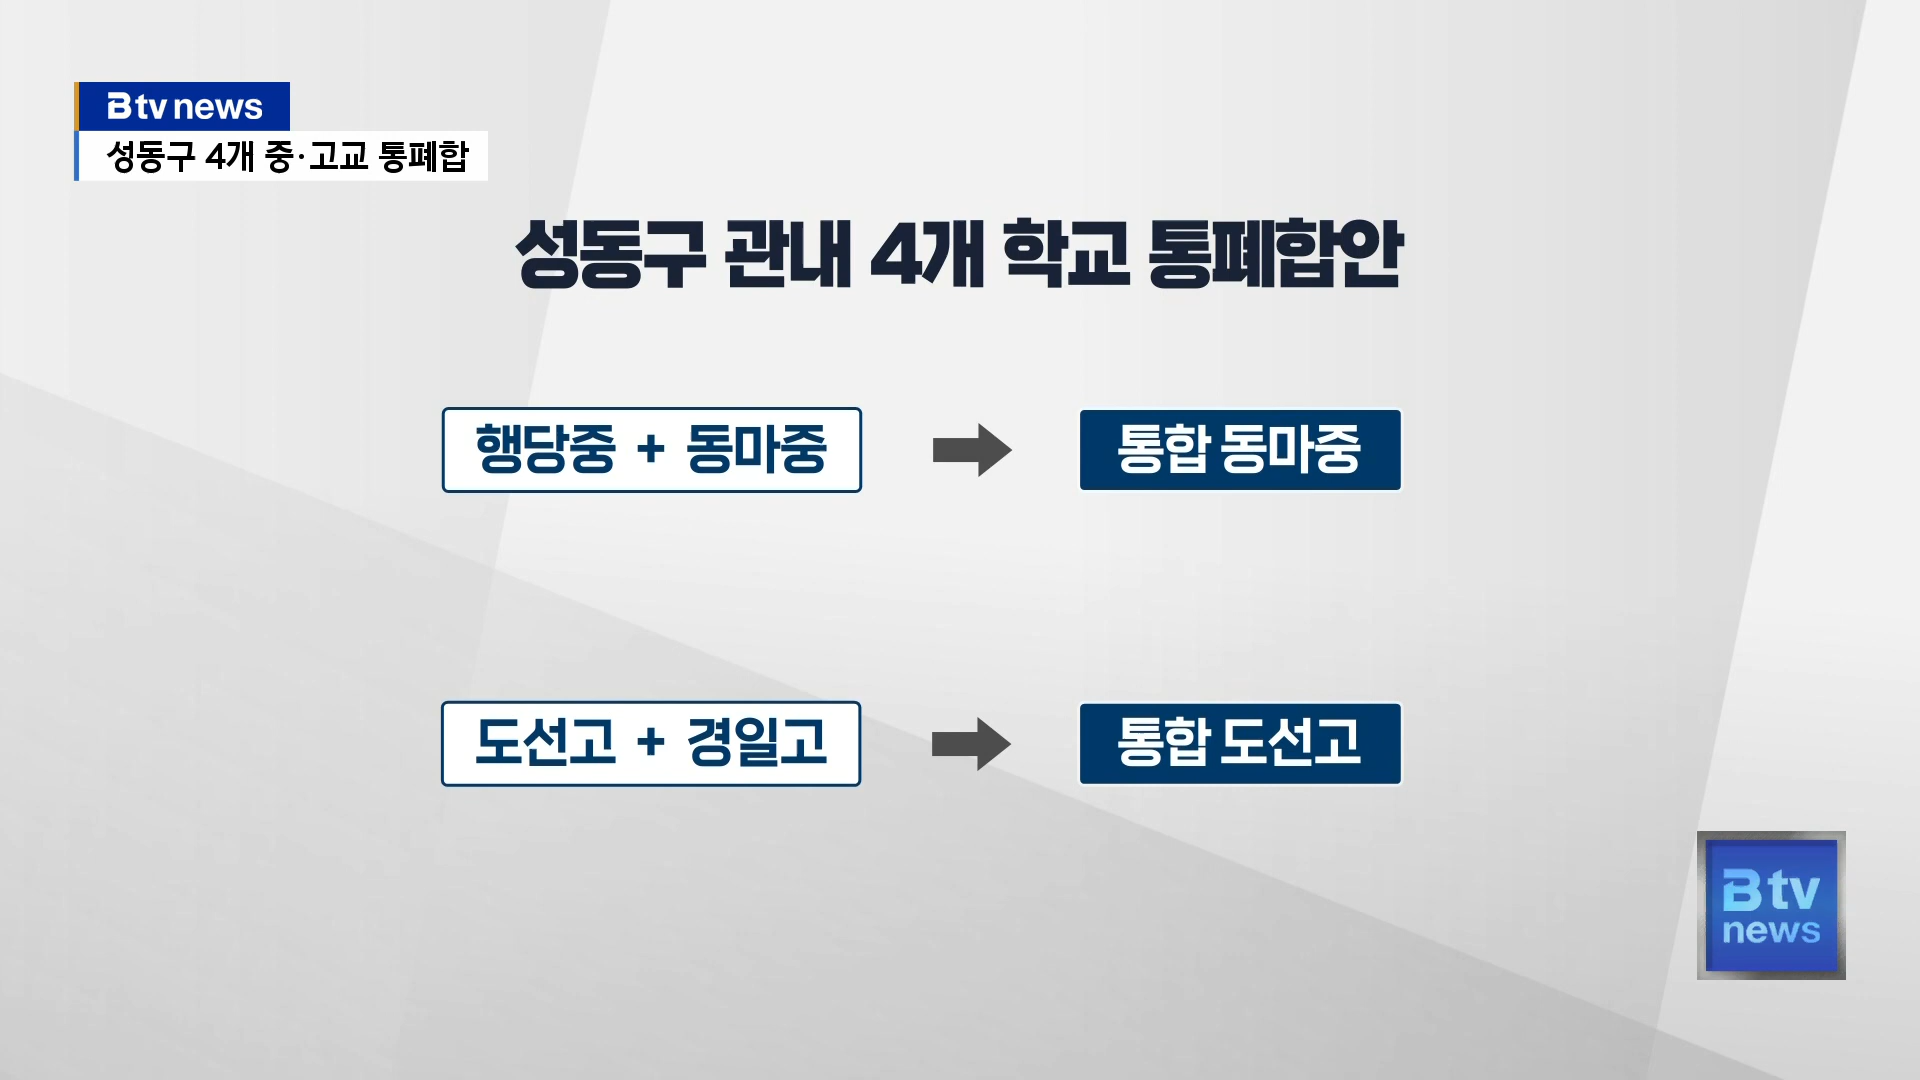 B tv news
성동구 4개 중·고교 통폐합
성동구 관내 4개 학교 통폐합안
행당중 + 동마중
통합 동마중
도선고 + 경일고
통합 도선고
B tv
news